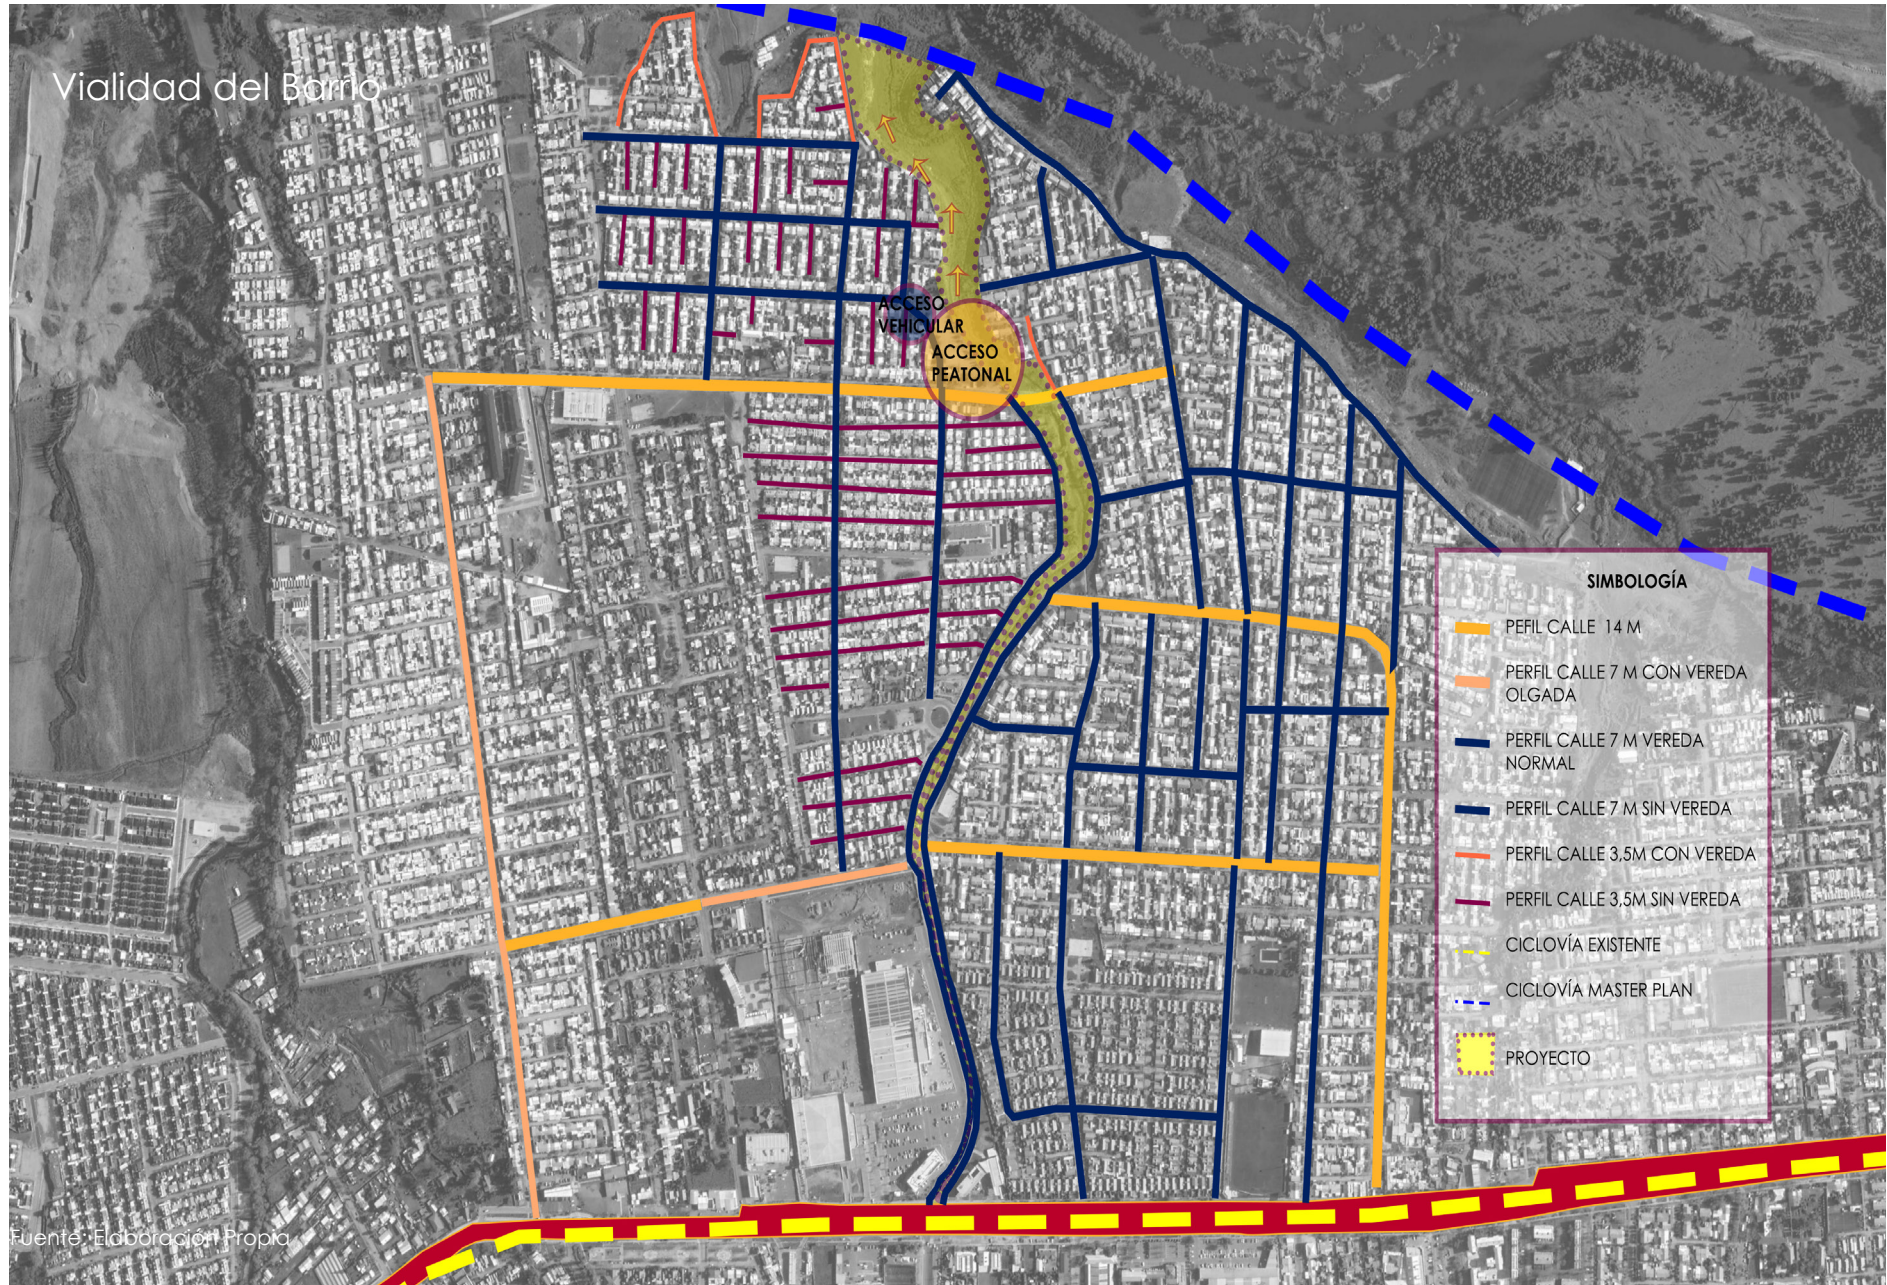 Vialidad del Barrio
ACCESO
VEHICULAR
ACCESO
PEATONAL
SIMBOLOGÍA
PEFIL CALLE 14 M
PERFIL CALLE 7 M CON VEREDA
OLGADA
PERFIL CALLE 7 M VEREDA
NORMAL
PERFIL CALLE 7 M SIN VEREDA
PERFIL CALLE 3,5M CON VEREDA
PERFIL CALLE 3,5M SIN VEREDA
CICLOVÍA EXISTENTE
CICLOVÍA MASTER PLAN
PROYECTO
Fuente: Elaboración Propia